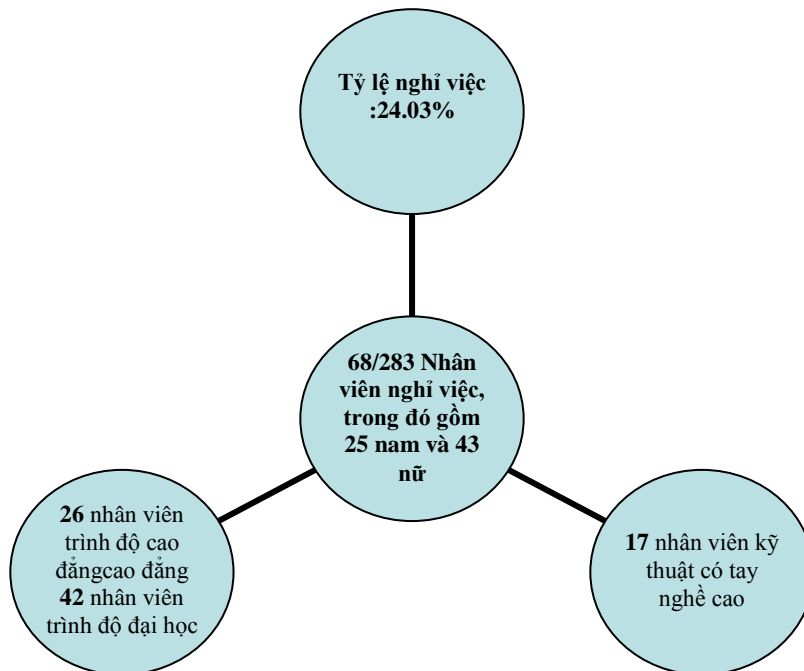 Tỷ lệ nghỉ việc
:24.03%
68/283 Nhân
viên nghỉ việc,
trong đó gồm
25 nam và 43
nữ
26 nhân viên
trình độ cao
đẳngcao đẳng
42 nhân viên
trình độ đại học
17 nhân viên kỹ
thuật có tay
nghề cao